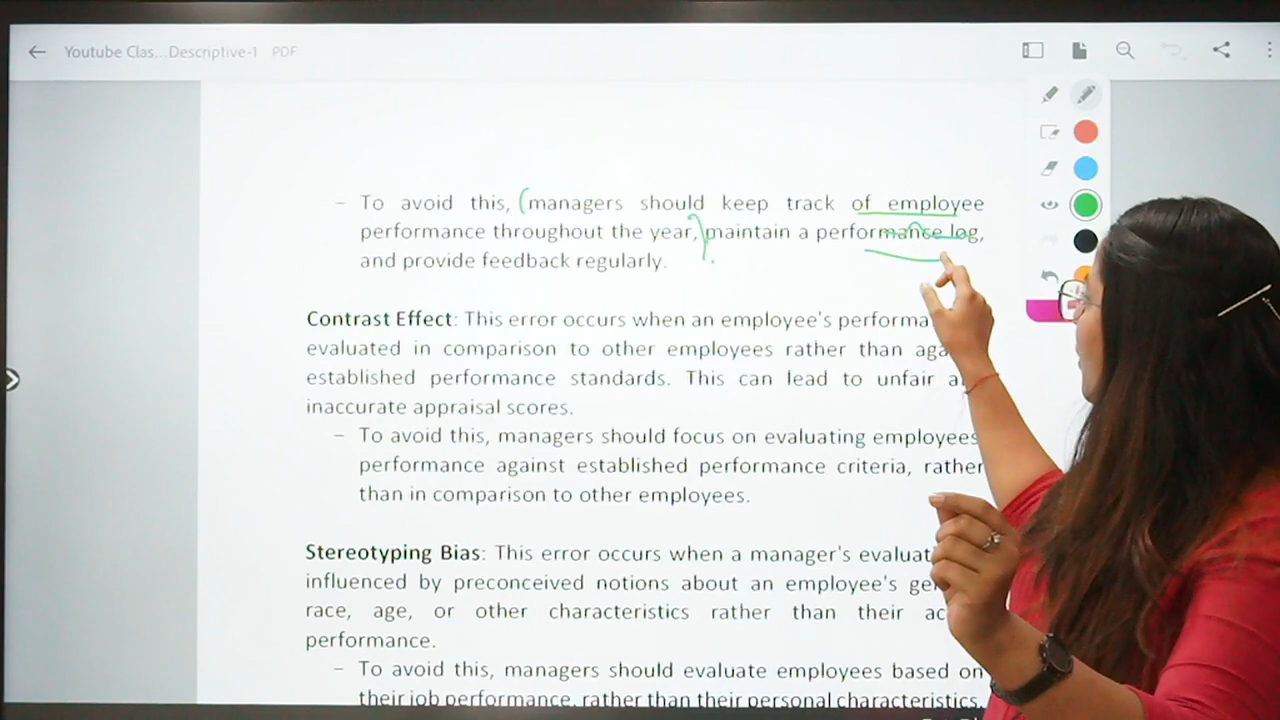 Youtube Clas...Descriptive-1 PDF
– To avoid this, managers should keep track of employee
performance throughout the year, maintain a performance log,
and provide feedback regularly.
Contrast Effect: This error occurs when an employee's
evaluated in comparison to other employees rather than
established performance standards. This can lead to unfair
inaccurate appraisal scores.
– To avoid this, managers should focus on evaluating employees
performance against established performance criteria, rather
than in comparison to other employees.
Stereotyping Bias: This error occurs when a manager's
influenced by preconceived notions about an employee's
race, age, or other characteristics rather than their
performance.
– To avoid this, managers should evaluate employees based on
their job performance, rather than their personal characteristics.